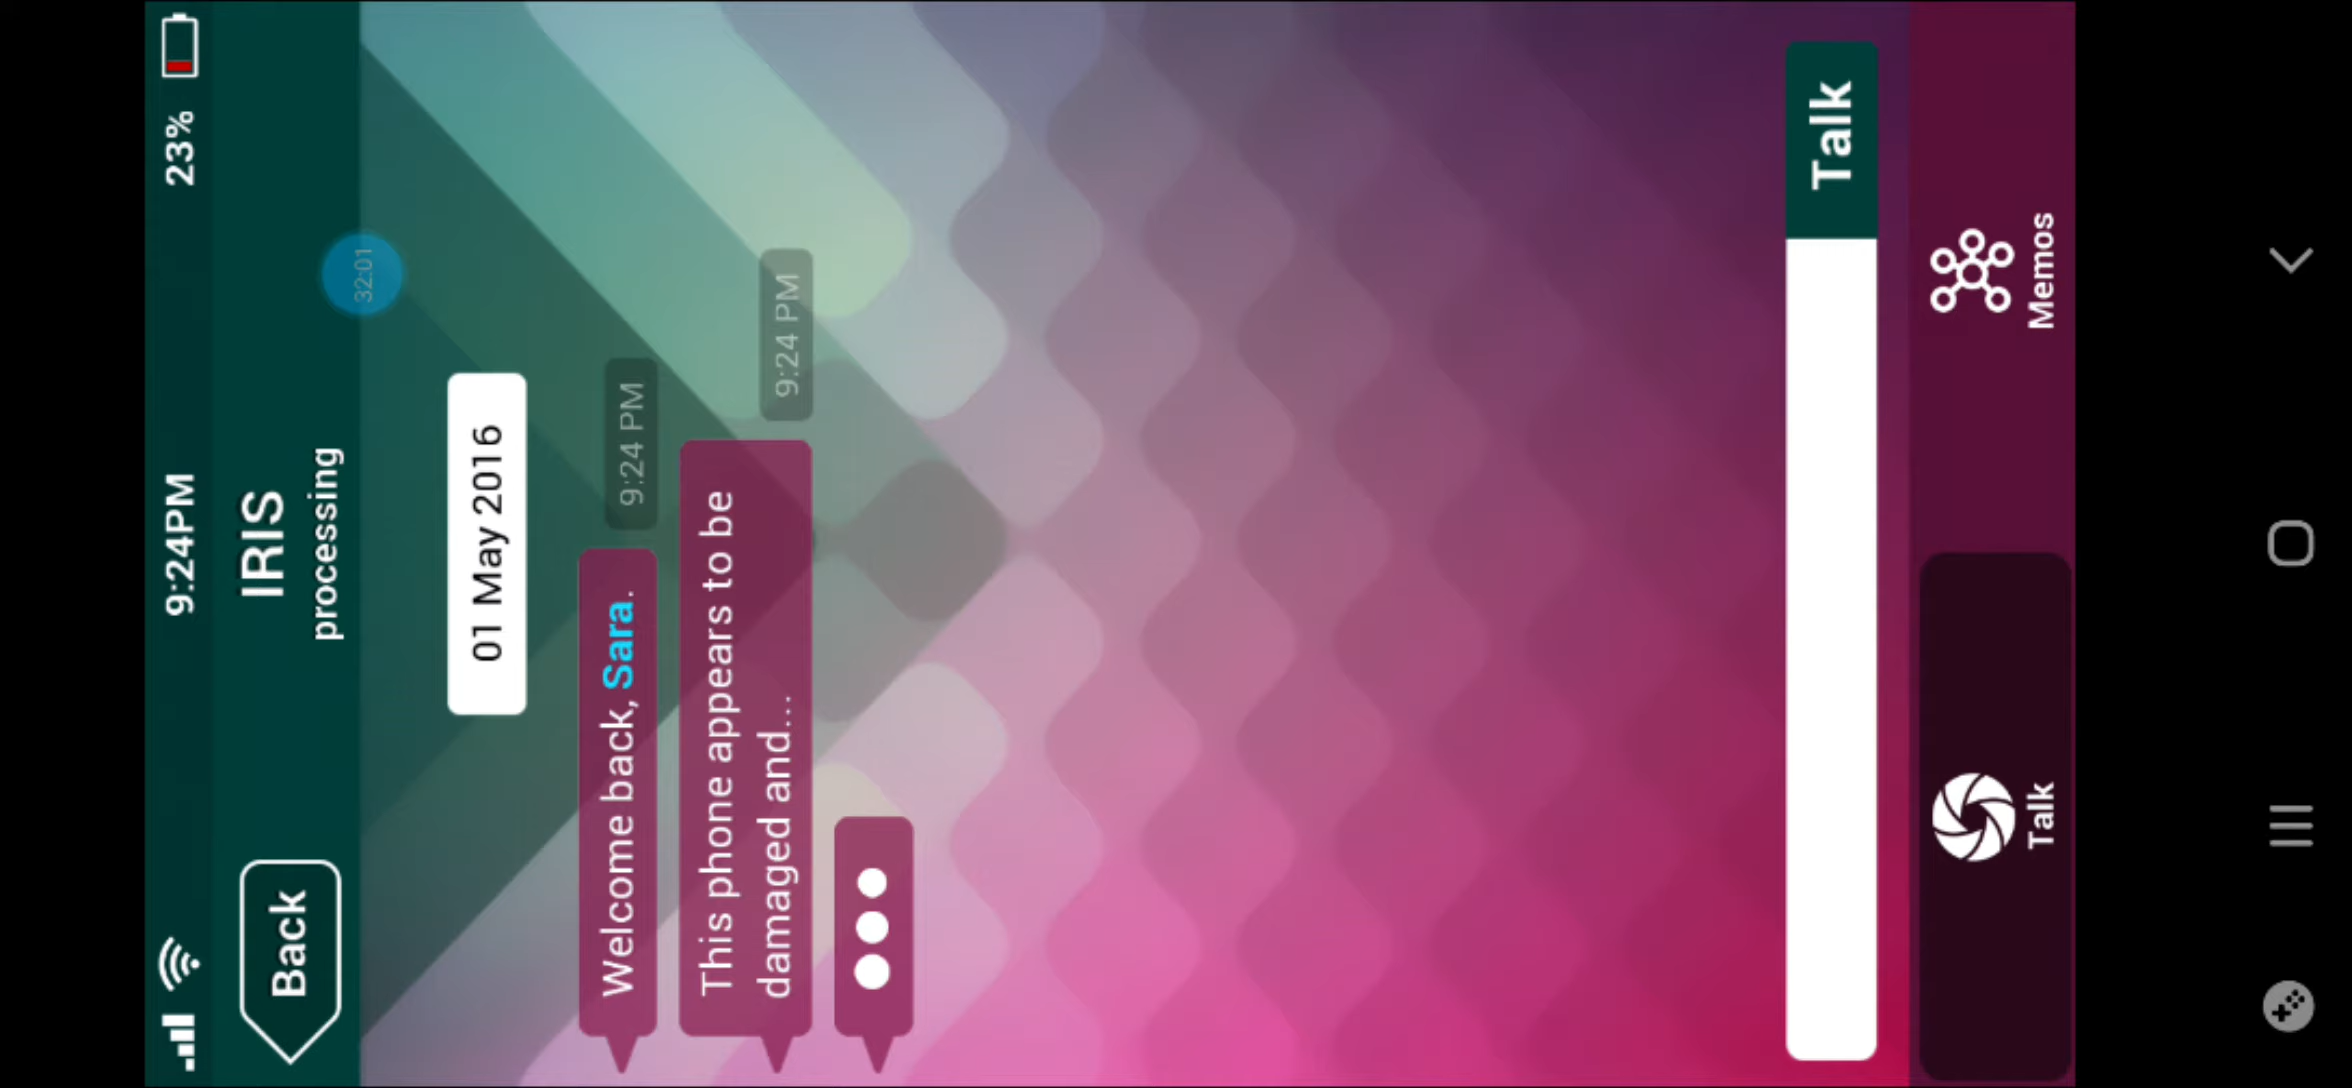 9:24PM
23%
Back
IRIS
processing
32:01
01 May 2016
Welcome back, Sara.
9:24 PM
This phone appears to be
damaged and...
9:24 PM
Talk
Talk
Memos